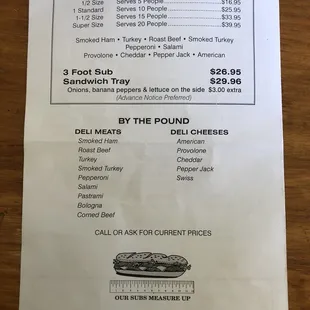 1/2 Size Serves 5 People $16.95
1 Standard Serves 10 People $25.95
1-1/2 Size Serves 15 People $33.95
Super Size Serves 20 People $39.95
Smoked Ham • Turkey • Roast Beef • Smoked Turkey
Pepperoni • Salami
Provolone • Cheddar • Pepper Jack • American
3 Foot Sub $26.95
Sandwich Tray $29.96
Onions, banana peppers & lettuce on the side $3.00 extra
(Advance Notice Preferred)
BY THE POUND
DELI MEATS DELI CHEESES
Smoked Ham American
Roast Beef Provolone
Turkey Cheddar
Smoked Turkey Pepper Jack
Pepperoni Swiss
Salami
Pastrami
Bologna
Corned Beef
CALL OR ASK FOR CURRENT PRICES
OUR SUBS MEASURE UP